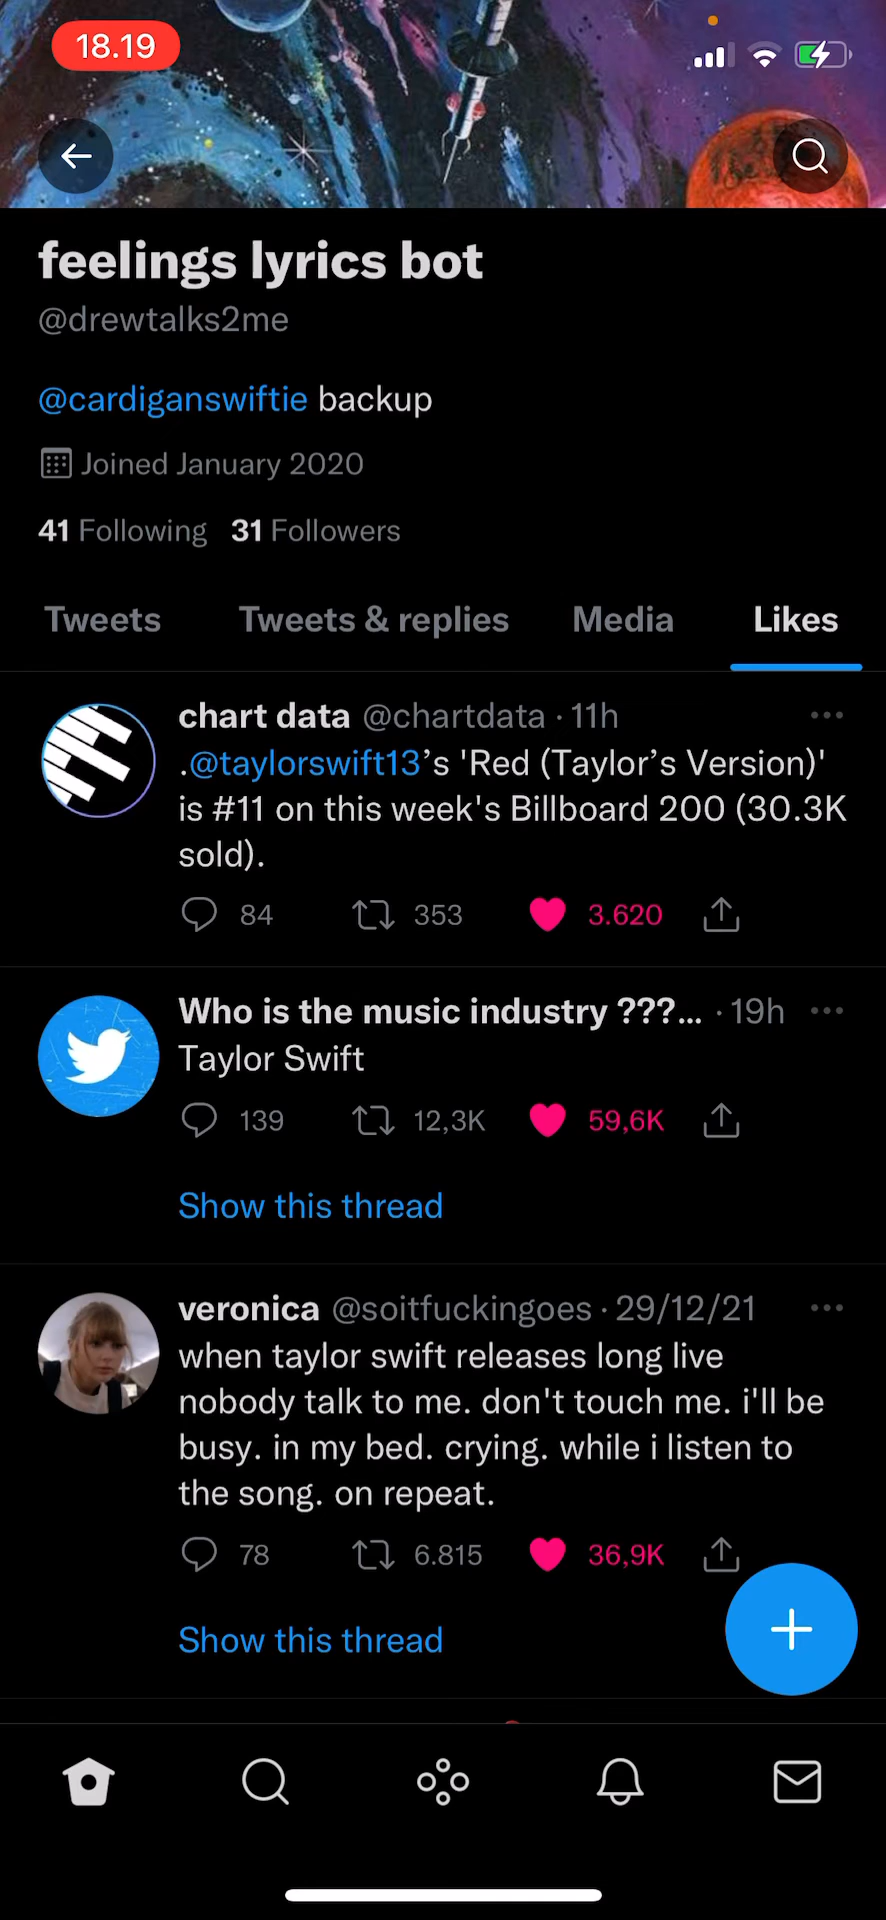 18.19
feelings lyrics bot
@drewtalks2me
@cardiganswiftie backup
Joined January 2020
41 Following 31 Followers
Tweets Tweets & replies Media Likes
chart data @chartdata · 11h
.@taylorswift13’s 'Red (Taylor’s Version)'
is #11 on this week's Billboard 200 (30.3K
sold).
84 353 3.620
Who is the music industry ???... · 19h
Taylor Swift
139 12,3K 59,6K
Show this thread
veronica @soitfuckingoes · 29/12/21
when taylor swift releases long live
nobody talk to me. don't touch me. i'll be
busy. in my bed. crying. while i listen to
the song. on repeat.
78 6.815 36,9K
Show this thread